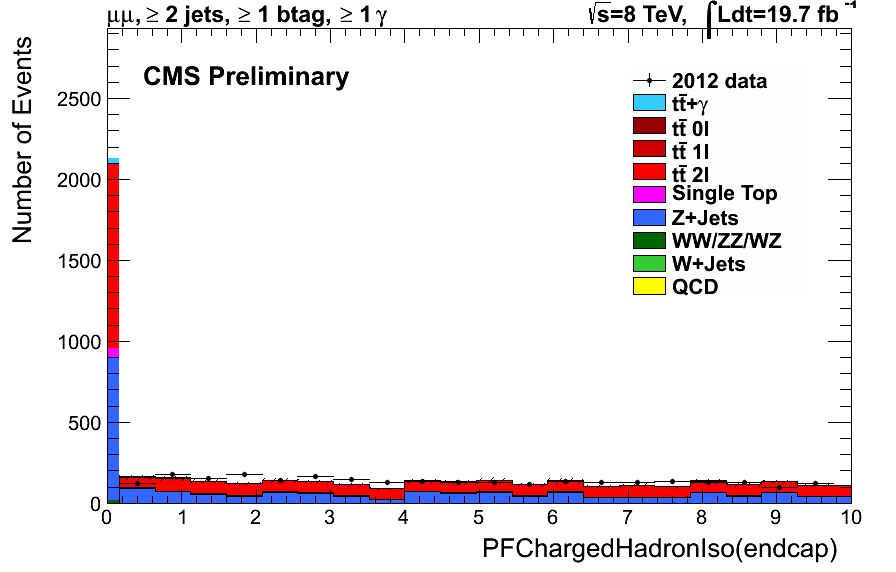 μμ, ≥ 2 jets, ≥ 1 btag, ≥ 1 γ
√s=8 TeV, ∫Ldt=19.7 fb⁻¹
CMS Preliminary
2012 data
tt̄+γ
tt̄ 0l
tt̄ 1l
tt̄ 2l
Single Top
Z+Jets
WW/ZZ/WZ
W+Jets
QCD
Number of Events
2500
2000
1500
1000
500
0
0 1 2 3 4 5 6 7 8 9 10
PFChargedHadronIso(endcap)